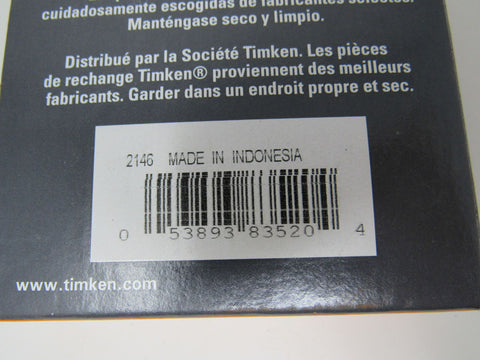 cuidadosamente escogidas de fabricantes selectos.
Manténgase seco y limpio.
Distribué par la Société Timken. Les pièces
de rechange Timken® proviennent des meilleurs
fabricants. Garder dans un endroit propre et sec.
2146 MADE IN INDONESIA
0 53893 83520 4
www.timken.com